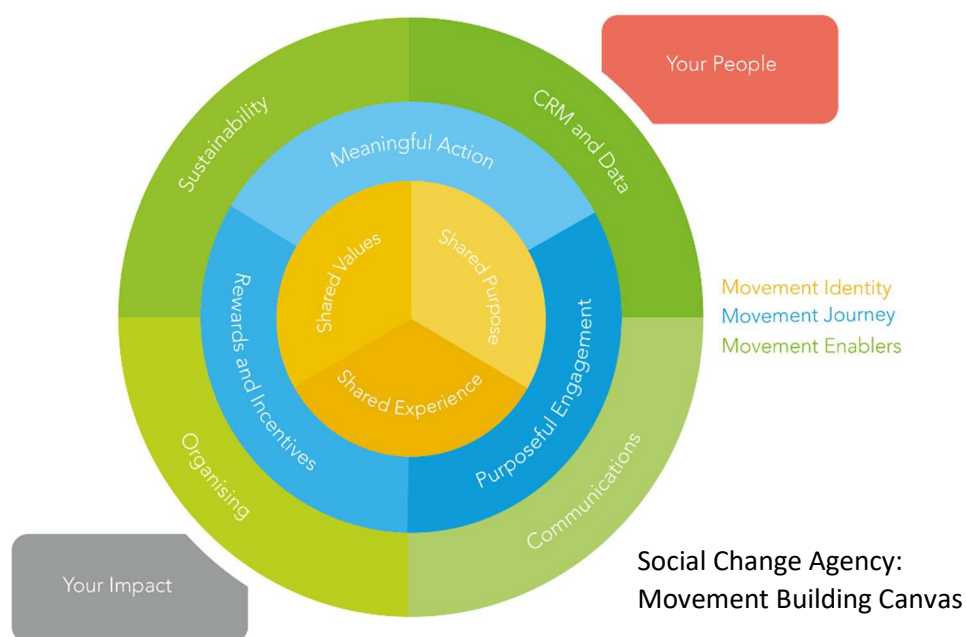 Your People
Sustainability
CRM and Data
Meaningful Action
Shared Values
Shared Purpose
Shared Experience
Rewards and Incentives
Purposeful Engagement
Movement Identity
Movement Journey
Movement Enablers
Organising
Communications
Your Impact
Social Change Agency:
Movement Building Canvas